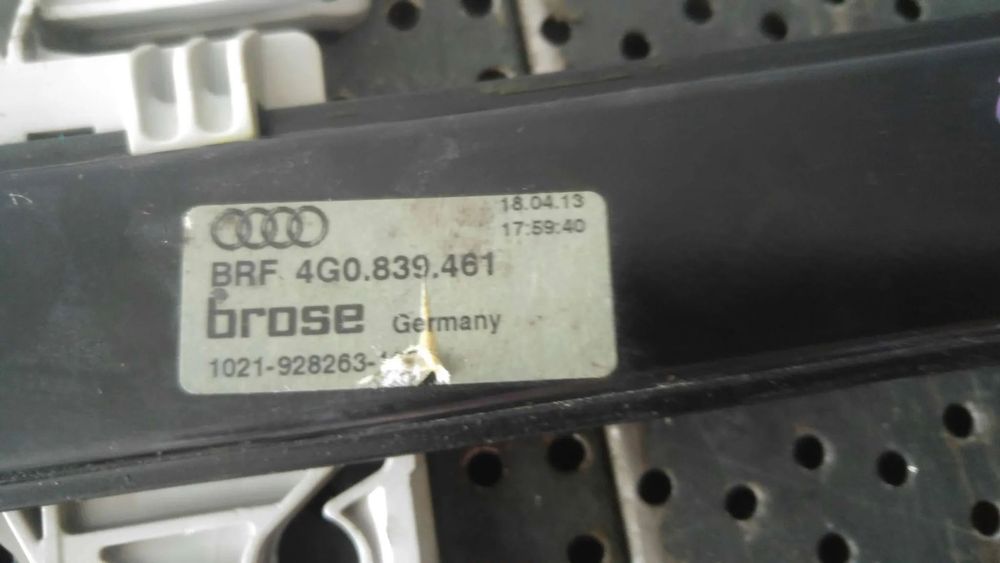 18.04.13
17:59:40
BRF 4G0.839.461
brose Germany
1021-928263-